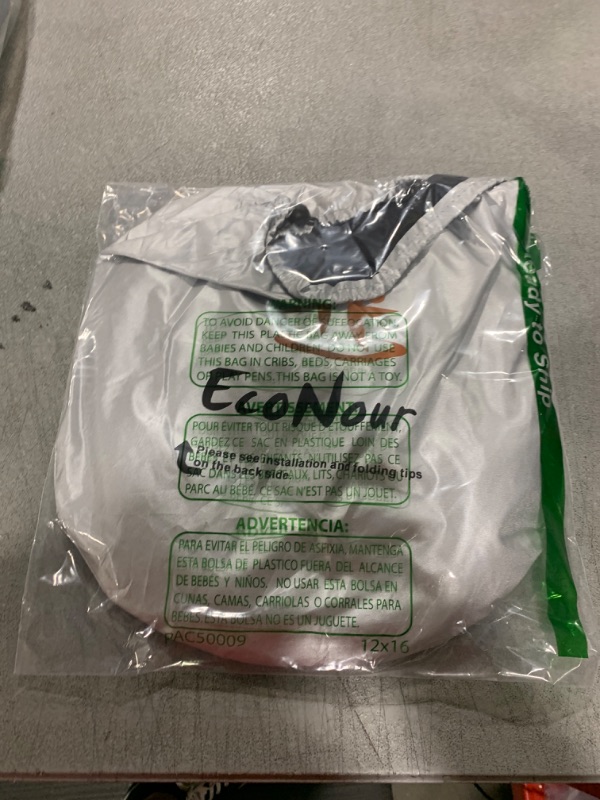 WARNING:
TO AVOID DANGER OF SUFFOCATION,
KEEP THIS PLASTIC BAG AWAY FROM
BABIES AND CHILDREN. DO NOT USE
THIS BAG IN CRIBS, BEDS, CARRIAGES
OR PLAY PENS. THIS BAG IS NOT A TOY.
EcoNour
AVERTISSEMENT:
POUR ÉVITER TOUT RISQUE D'ÉTOUFFEMENT,
GARDEZ CE SAC EN PLASTIQUE LOIN DES
Please see installation and folding tips
on the back side.
PARC AU BÉBÉ, CE SAC N'EST PAS UN JOUET.
ADVERTENCIA:
PARA EVITAR EL PELIGRO DE ASFIXIA, MANTENGA
ESTA BOLSA DE PLASTICO FUERA DEL ALCANCE
DE BEBÉS Y NIÑOS. NO USAR ESTA BOLSA EN
CUNAS, CAMAS, CARRIOLAS O CORRALES PARA
BEBES. ESTA BOLSA NO ES UN JUGUETE.
pAC50009
12x16
Ready to Ship